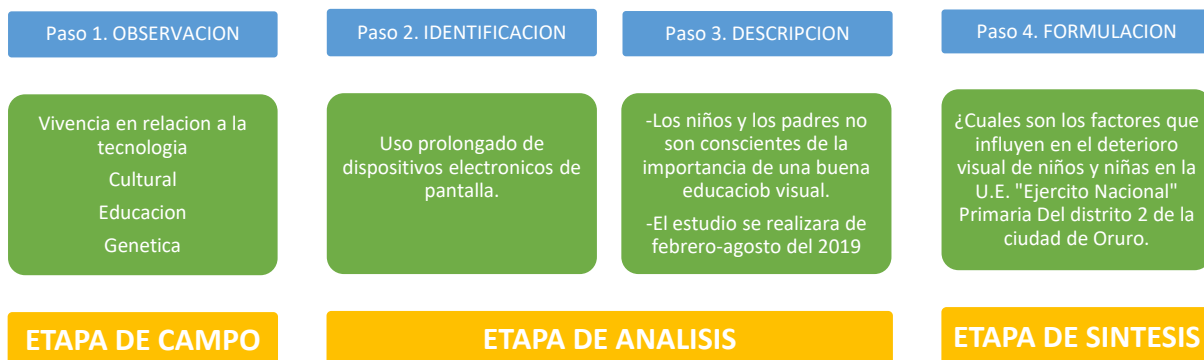 Paso 1. OBSERVACION
Paso 2. IDENTIFICACION
Paso 3. DESCRIPCION
Paso 4. FORMULACION
Vivencia en relacion a la
tecnologia
Cultural
Educacion
Genetica
Uso prolongado de
dispositivos electronicos de
pantalla.
-Los niños y los padres no
son conscientes de la
importancia de una buena
educaciob visual.
-El estudio se realizara de
febrero-agosto del 2019
¿Cuales son los factores que
influyen en el deterioro
visual de niños y niñas en la
U.E. "Ejercito Nacional"
Primaria Del distrito 2 de la
ciudad de Oruro.
ETAPA DE CAMPO
ETAPA DE ANALISIS
ETAPA DE SINTESIS